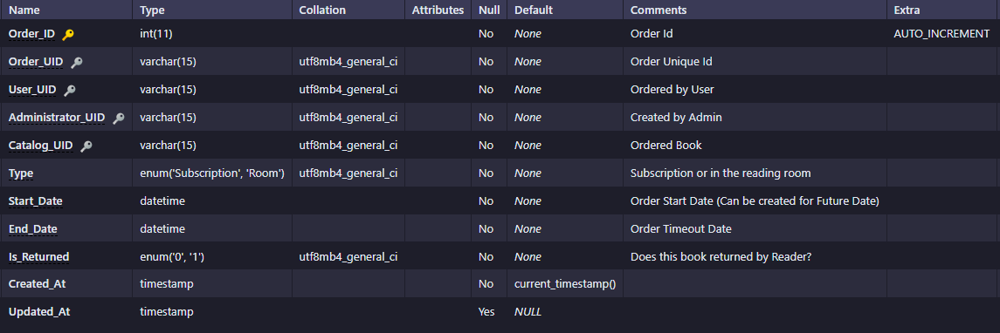 Name Type Collation Attributes Null Default Comments Extra
Order_ID int(11) No None Order Id AUTO_INCREMENT
Order_UID varchar(15) utf8mb4_general_ci No None Order Unique Id
User_UID varchar(15) utf8mb4_general_ci No None Ordered by User
Administrator_UID varchar(15) utf8mb4_general_ci No None Created by Admin
Catalog_UID varchar(15) utf8mb4_general_ci No None Ordered Book
Type enum('Subscription', 'Room') utf8mb4_general_ci No None Subscription or in the reading room
Start_Date datetime No None Order Start Date (Can be created for Future Date)
End_Date datetime No None Order Timeout Date
Is_Returned enum('0', '1') utf8mb4_general_ci No None Does this book returned by Reader?
Created_At timestamp No current_timestamp()
Updated_At timestamp Yes NULL